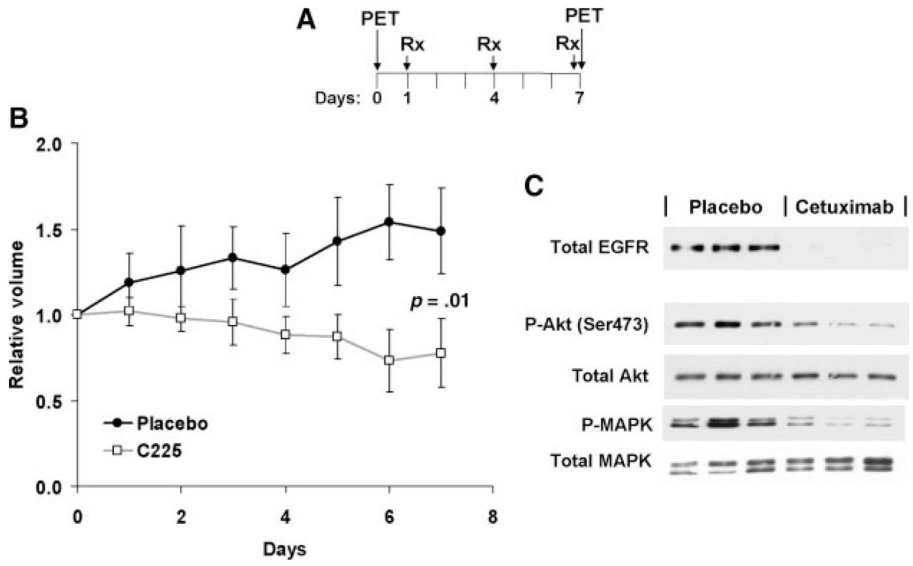 A
PET
PET
Rx
Rx
Rx
Days: 0 1 4 7
B
2.0
1.5
1.0
0.5
0.0
Relative volume
p = .01
Placebo
C225
0 2 4 6 8
Days
C
Placebo Cetuximab
Total EGFR
P-Akt (Ser473)
Total Akt
P-MAPK
Total MAPK